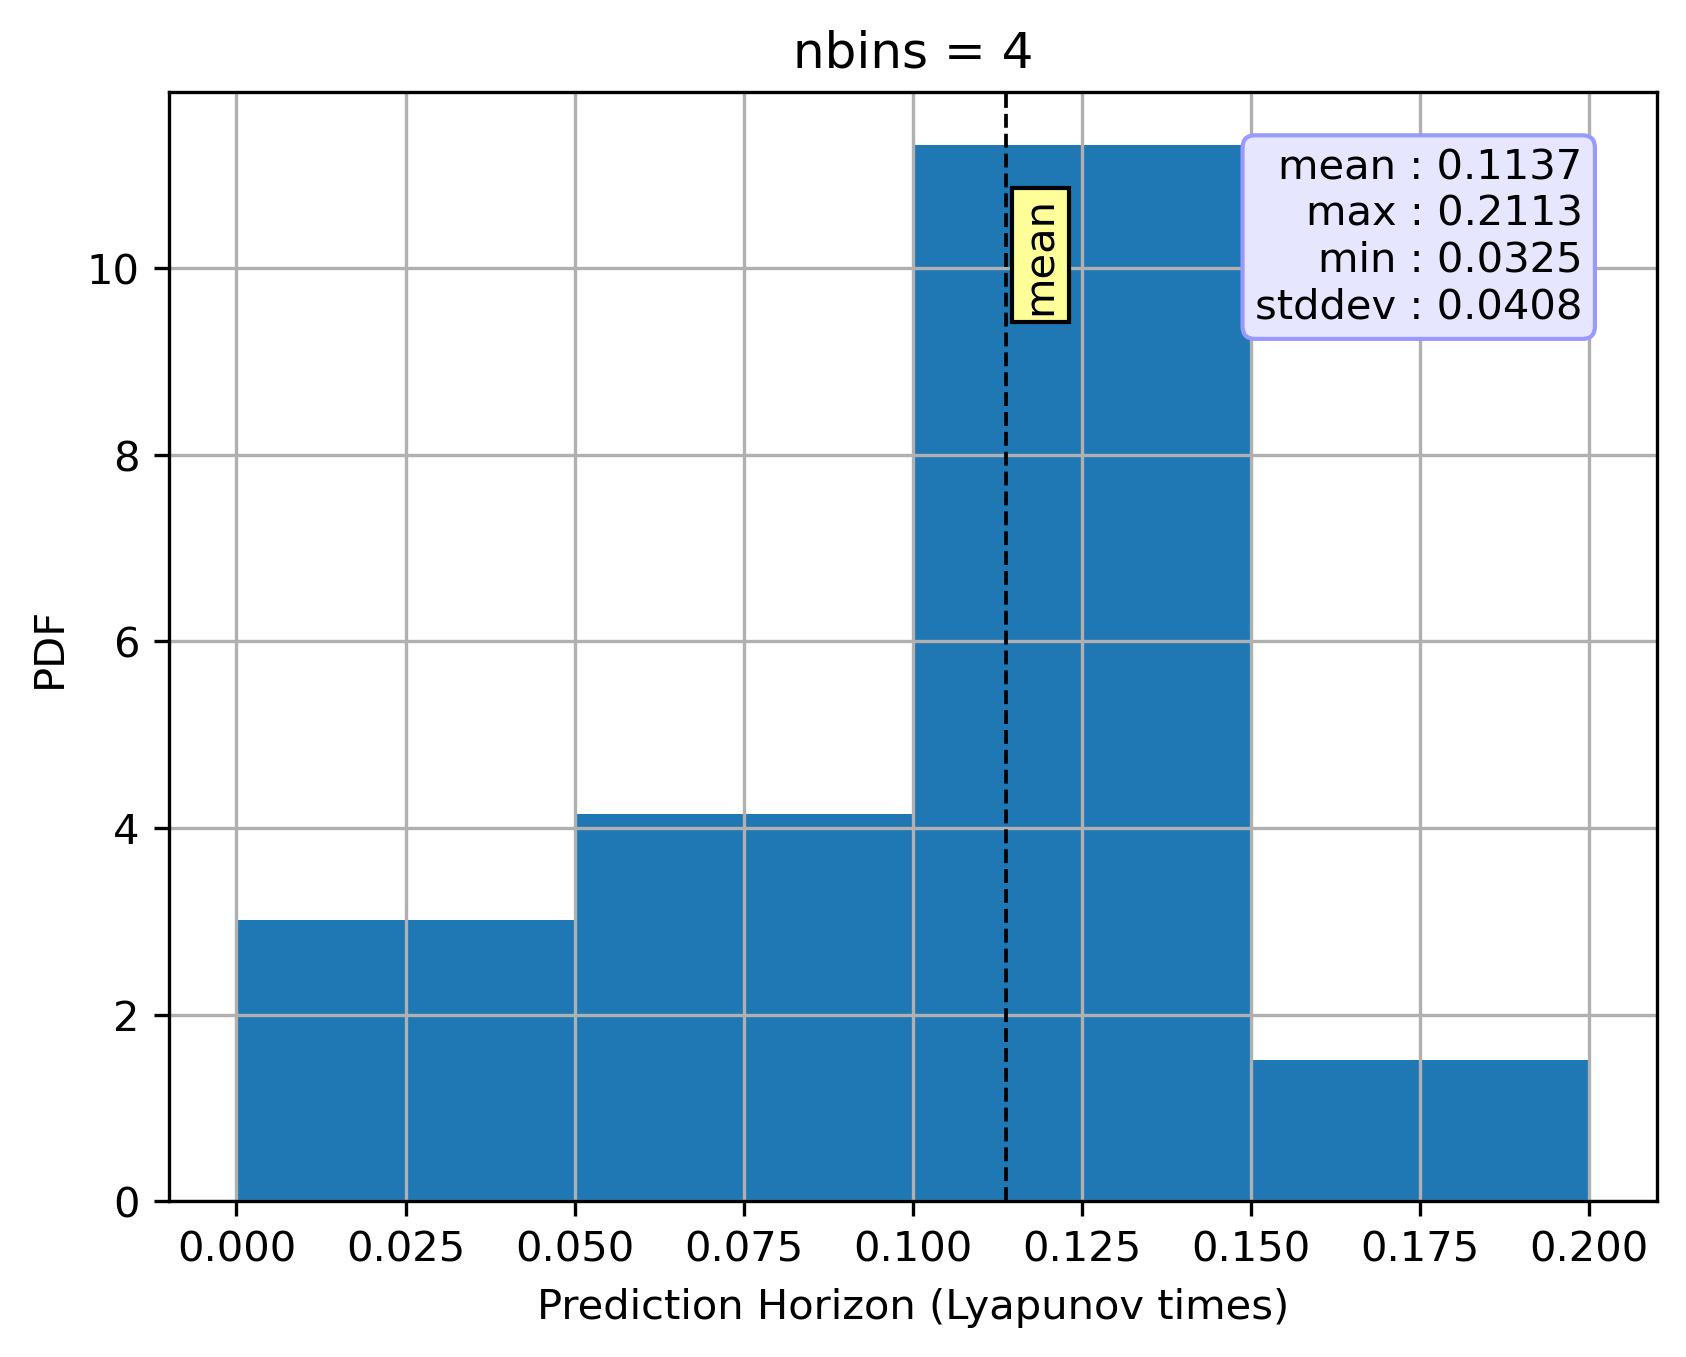 nbins = 4
mean : 0.1137
max : 0.2113
min : 0.0325
stddev : 0.0408
mean
PDF
10
8
6
4
2
0
0.000 0.025 0.050 0.075 0.100 0.125 0.150 0.175 0.200
Prediction Horizon (Lyapunov times)